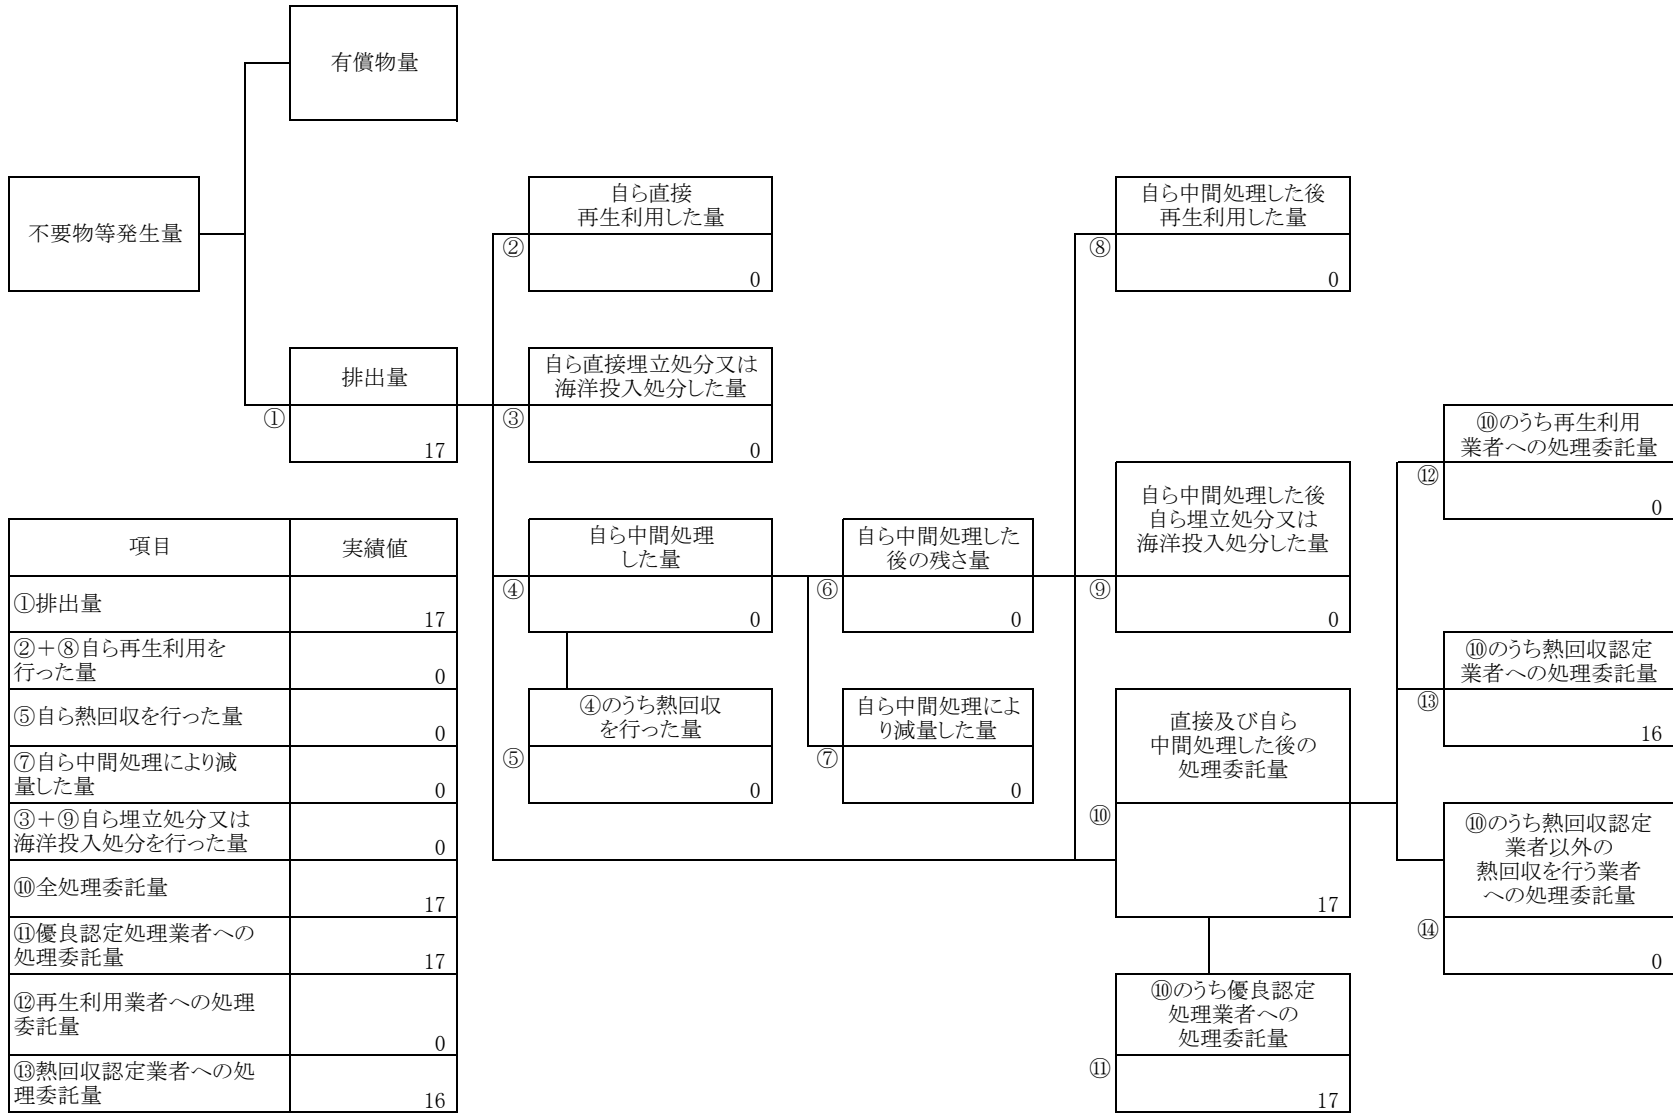 有償物量
不要物等発生量
自ら直接
再生利用した量
②
0
自ら中間処理した後
再生利用した量
⑧
0
排出量
①
17
自ら直接埋立処分又は
海洋投入処分した量
③
0
⑩のうち再生利用
業者への処理委託量
⑫
0
自ら中間処理した後
自ら埋立処分又は
海洋投入処分した量
⑨
0
自ら中間処理
した量
④
0
自ら中間処理した
後の残さ量
⑥
0
④のうち熱回収
を行った量
⑤
0
自ら中間処理によ
り減量した量
⑦
0
直接及び自ら
中間処理した後の
処理委託量
⑩
17
⑩のうち熱回収認定
業者への処理委託量
⑬
16
⑩のうち熱回収認定
業者以外の
熱回収を行う業者
への処理委託量
⑭
0
⑩のうち優良認定
処理業者への
処理委託量
⑪
17
項目 実績値
①排出量
17
②＋⑧自ら再生利用を
行った量
0
⑤自ら熱回収を行った量
0
⑦自ら中間処理により減
量した量
0
③＋⑨自ら埋立処分又は
海洋投入処分を行った量
0
⑩全処理委託量
17
⑪優良認定処理業者への
処理委託量
17
⑫再生利用業者への処理
委託量
0
⑬熱回収認定業者への処
理委託量
16